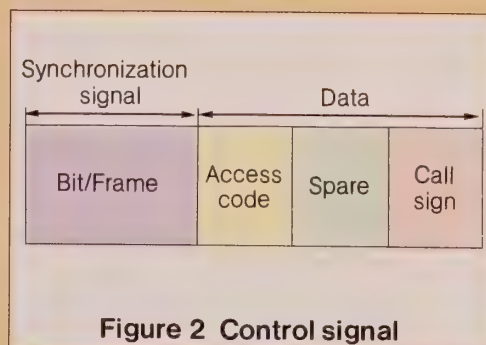 Synchronization
signal
Data
Bit/Frame
Access
code
Spare
Call
sign
Figure 2 Control signal